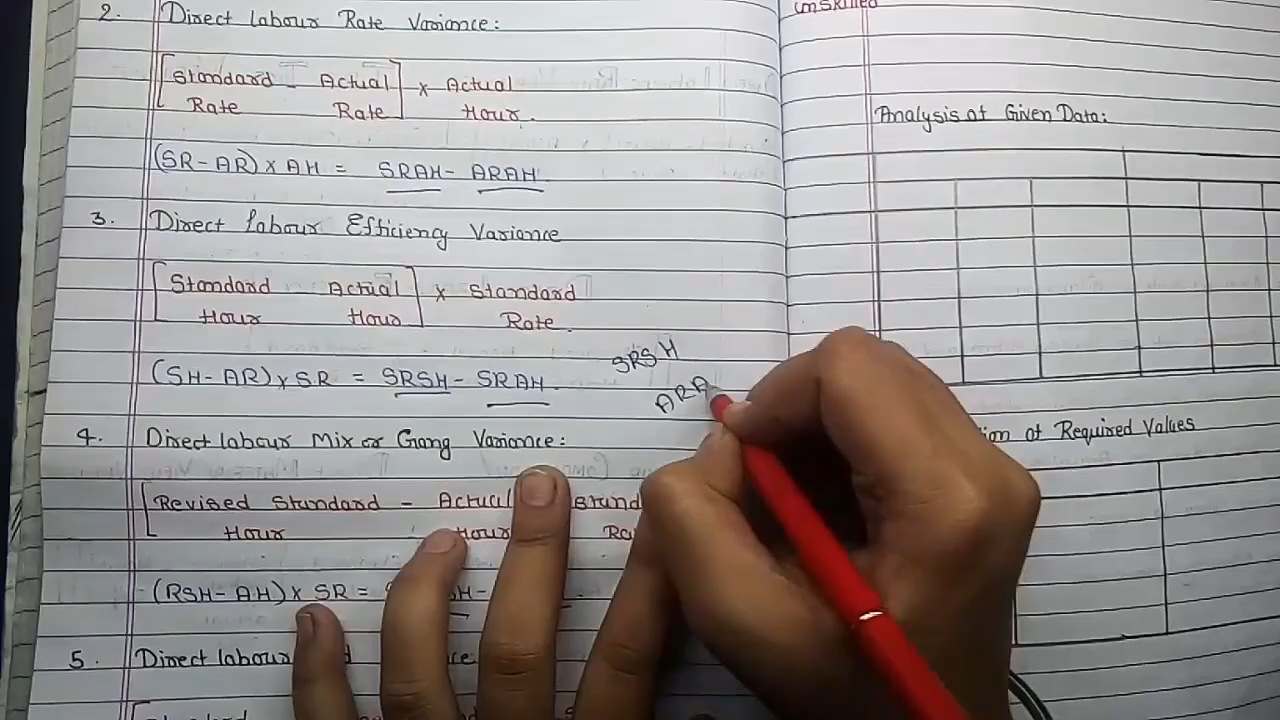 2. Direct Labour Rate Variance:
[Standard - Actual] x Actual
Rate Rate Hour.
(SR-AR) x AH = SRAH- ARAH
3. Direct Labour Efficiency Variance
[Standard Actual] x Standard
Hour Hour Rate.
(SH-AR) x SR = SRSH- SRAH.
SRSH
ARA
4. Direct labour Mix or Gang Variance:
[Revised Standard - Actual
Hour Hour
(RSH-AH) x SR =
5. Direct labour
unskilled
Analysis of Given Data:
of Required Values